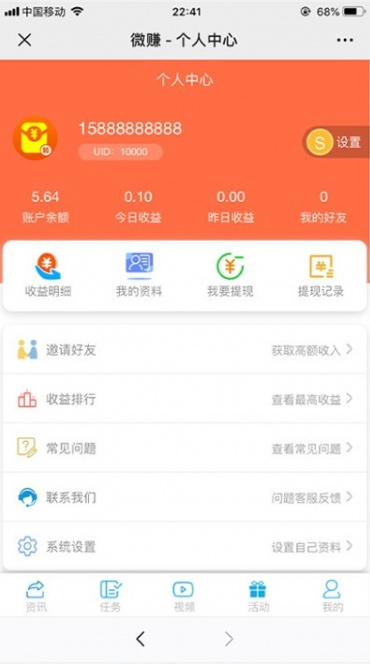 中国移动 22:41 68%
微赚 - 个人中心
个人中心
15888888888
UID: 10000
S 设置
5.64 0.10 0.00 0
账户余额 今日收益 昨日收益 我的好友
收益明细 我的资料 我要提现 提现记录
邀请好友 获取高额收入
收益排行 查看最高收益
常见问题 查看常见问题
联系我们 问题客服反馈
系统设置 设置自己资料
资讯 任务 视频 活动 我的